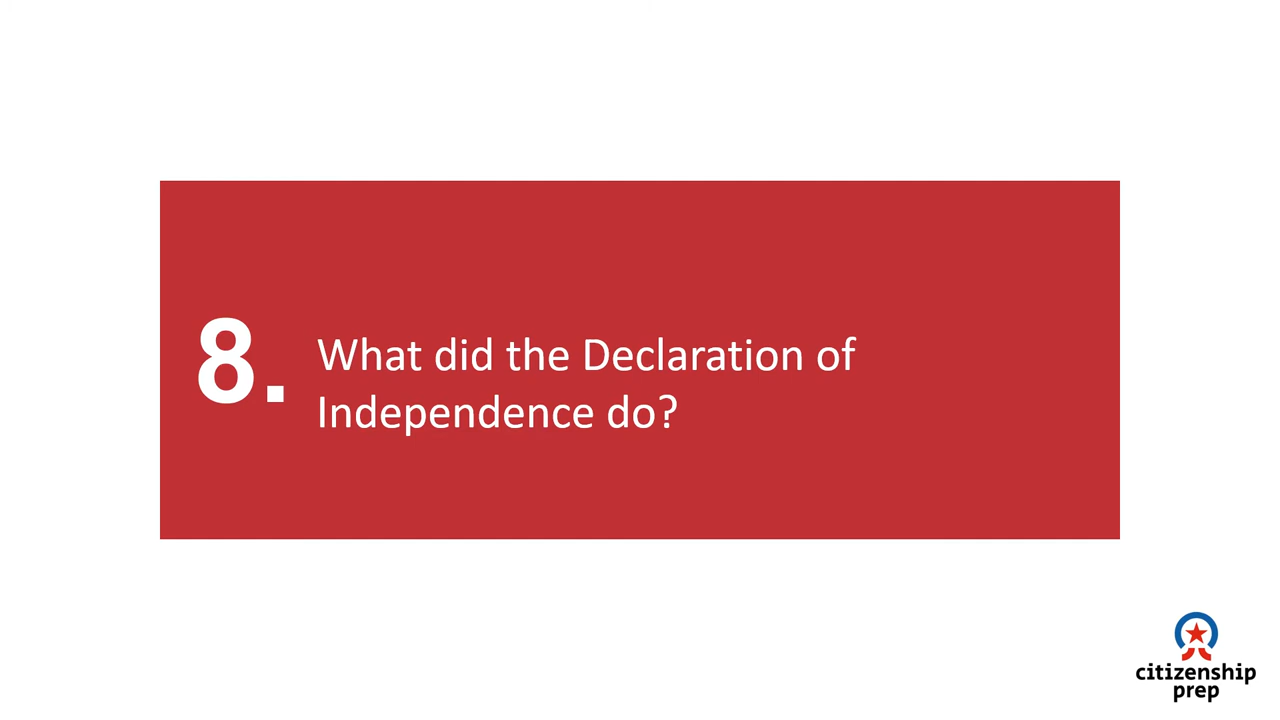 8.
What did the Declaration of
Independence do?
citizenship
prep